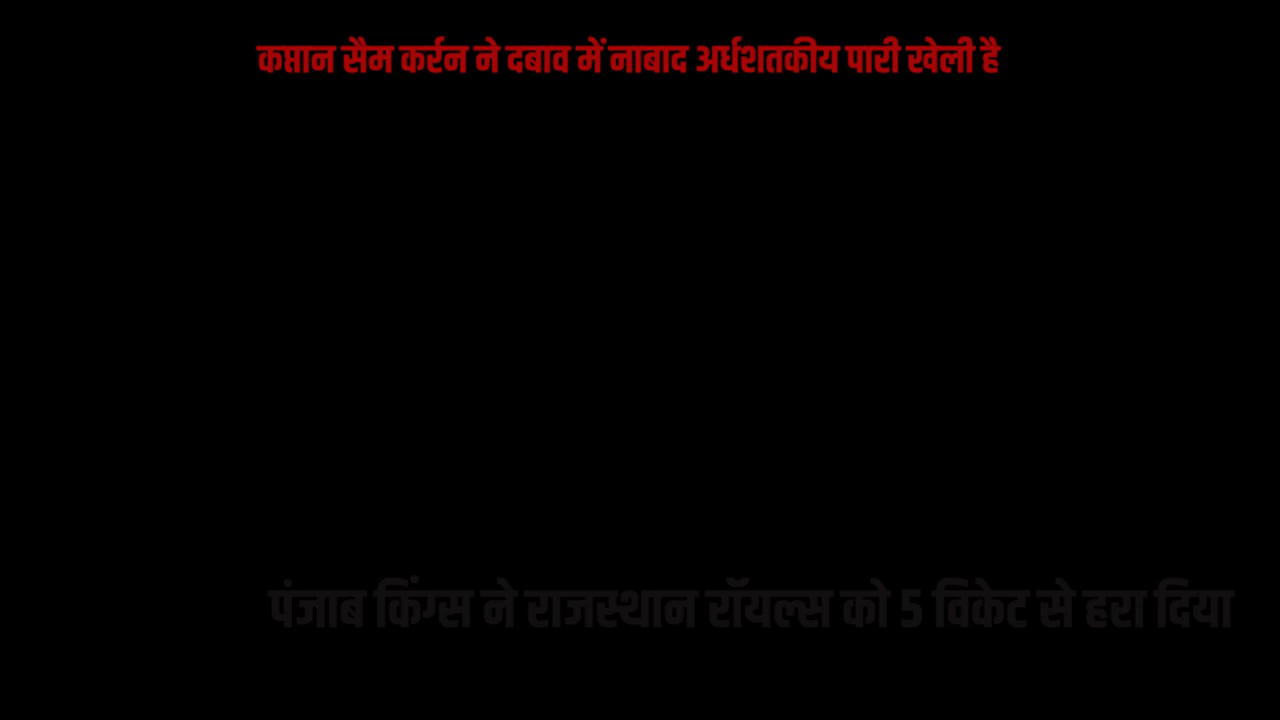 कप्तान सैम कर्रन ने दबाव में नाबाद अर्धशतकीय पारी खेली है
पंजाब किंग्स ने राजस्थान रॉयल्स को 5 विकेट से हरा दिया